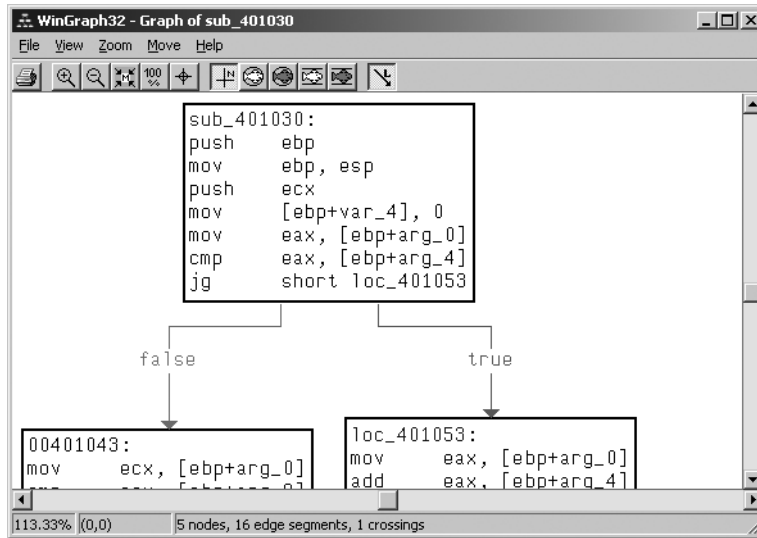 WinGraph32 - Graph of sub_401030
File View Zoom Move Help
100 %
N
sub_401030:
push ebp
mov ebp, esp
push ecx
mov [ebp+var_4], 0
mov eax, [ebp+arg_0]
cmp eax, [ebp+arg_4]
jg short loc_401053
false true
00401043:
mov ecx, [ebp+arg_0]
loc_401053:
mov eax, [ebp+arg_0]
add eax, [ebp+arg_4]
113.33% (0,0) 5 nodes, 16 edge segments, 1 crossings